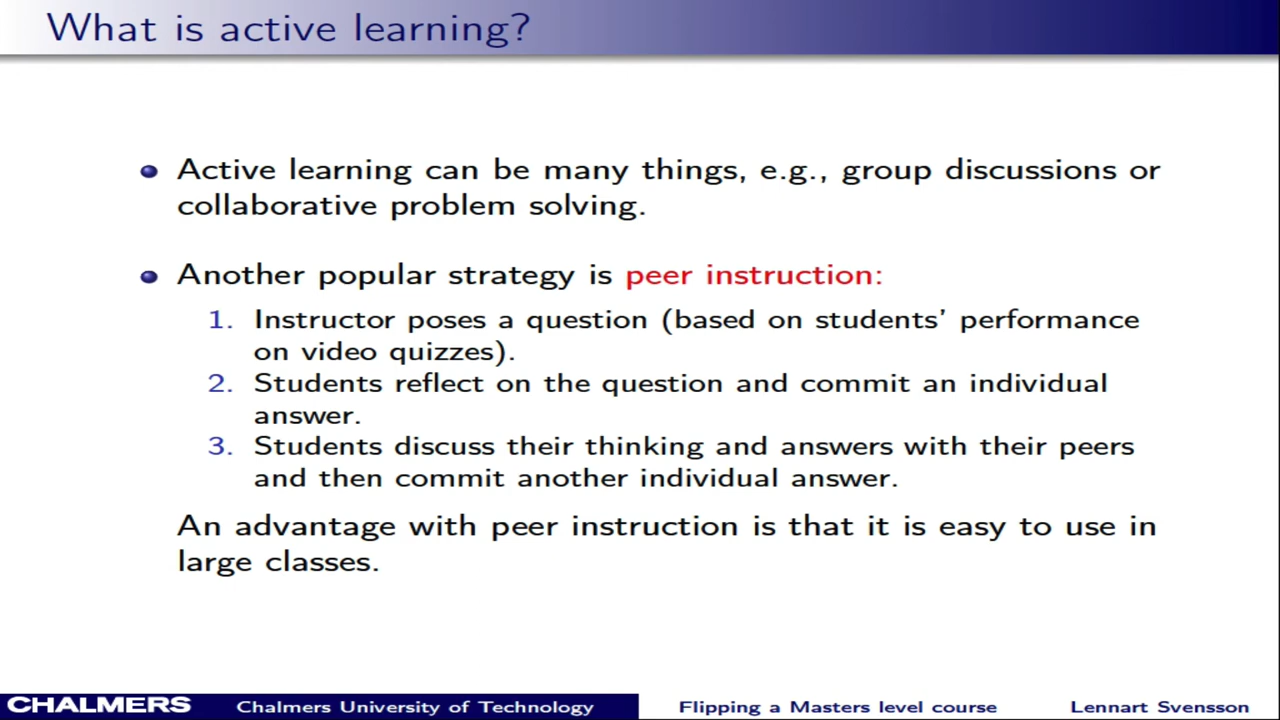 What is active learning?
Active learning can be many things, e.g., group discussions or
collaborative problem solving.
Another popular strategy is peer instruction:
1. Instructor poses a question (based on students' performance
on video quizzes).
2. Students reflect on the question and commit an individual
answer.
3. Students discuss their thinking and answers with their peers
and then commit another individual answer.
An advantage with peer instruction is that it is easy to use in
large classes.
CHALMERS Chalmers University of Technology Flipping a Masters level course Lennart Svensson